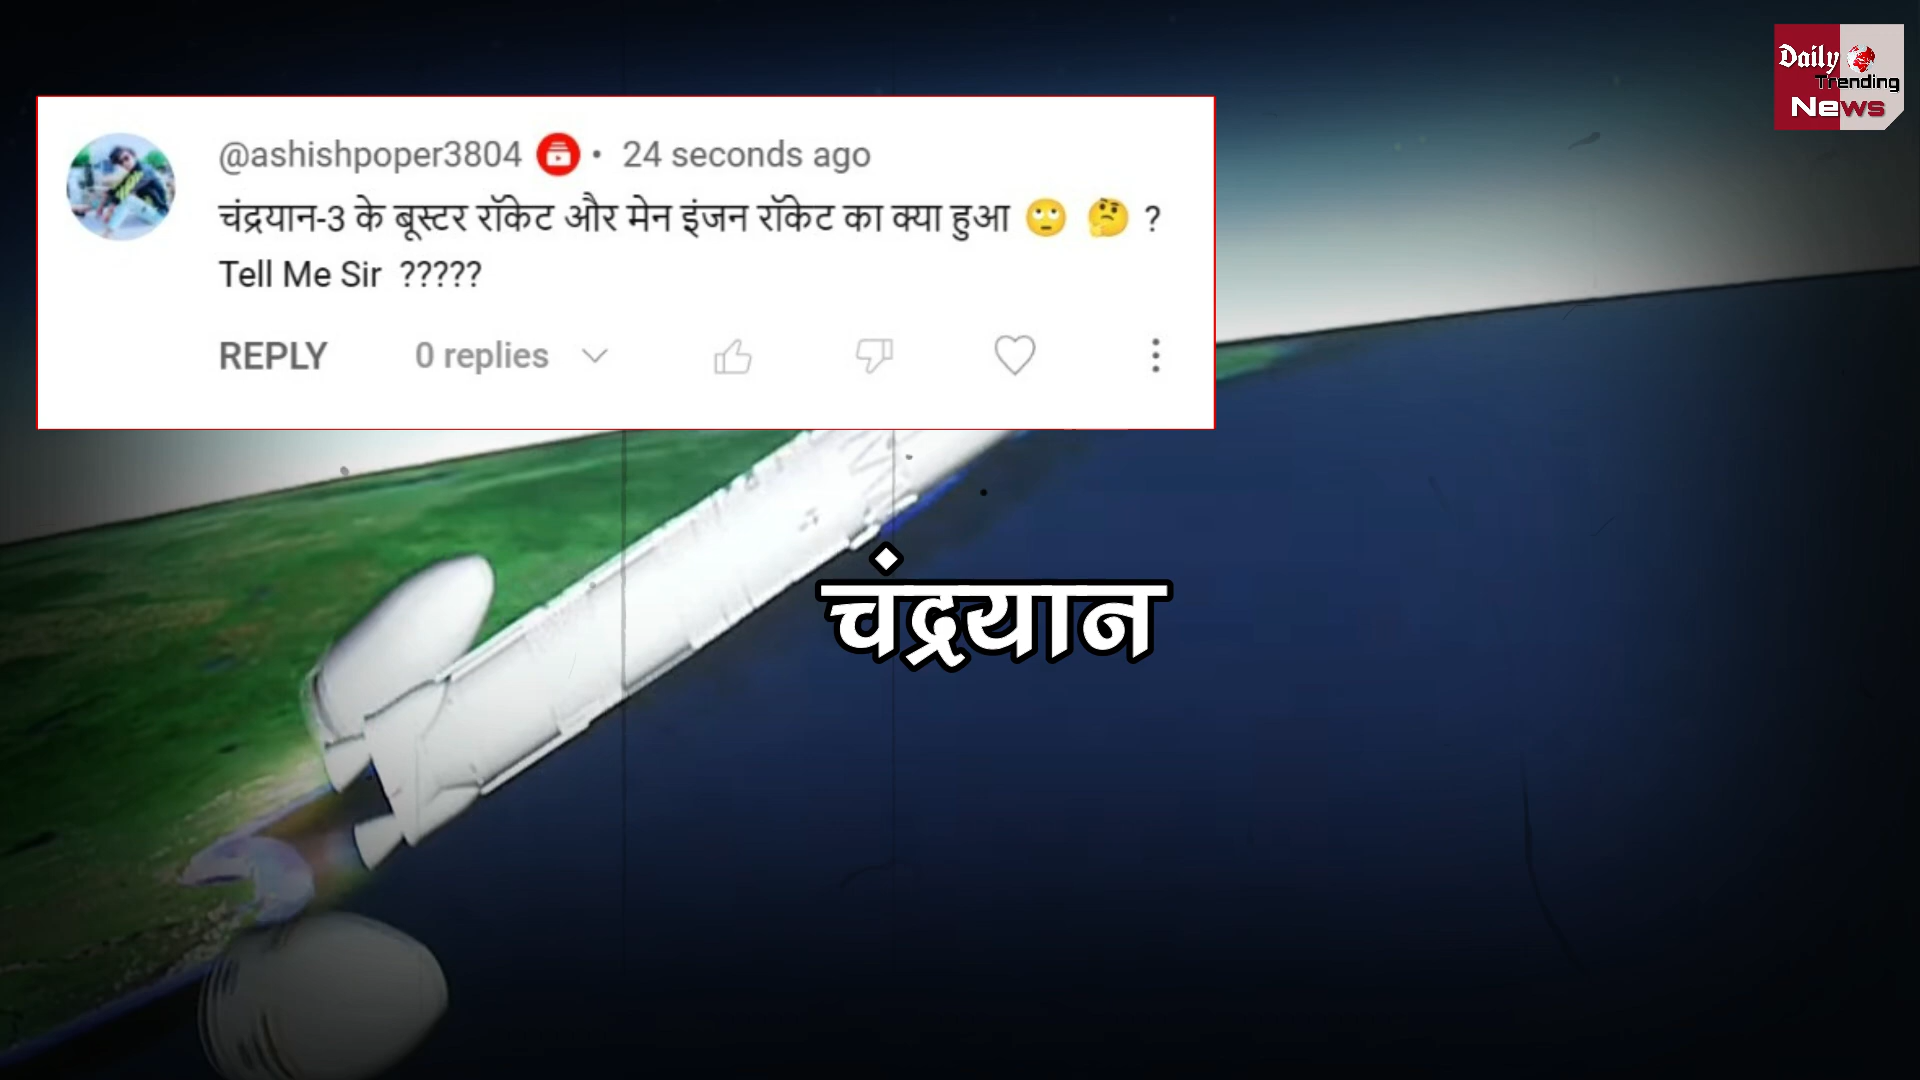 Daily
Trending
News
@ashishpoper3804 • 24 seconds ago
चंद्रयान-3 के बूस्टर रॉकेट और मेन इंजन रॉकेट का क्या हुआ 🙄 🤔 ?
Tell Me Sir ?????
REPLY 0 replies
चंद्रयान